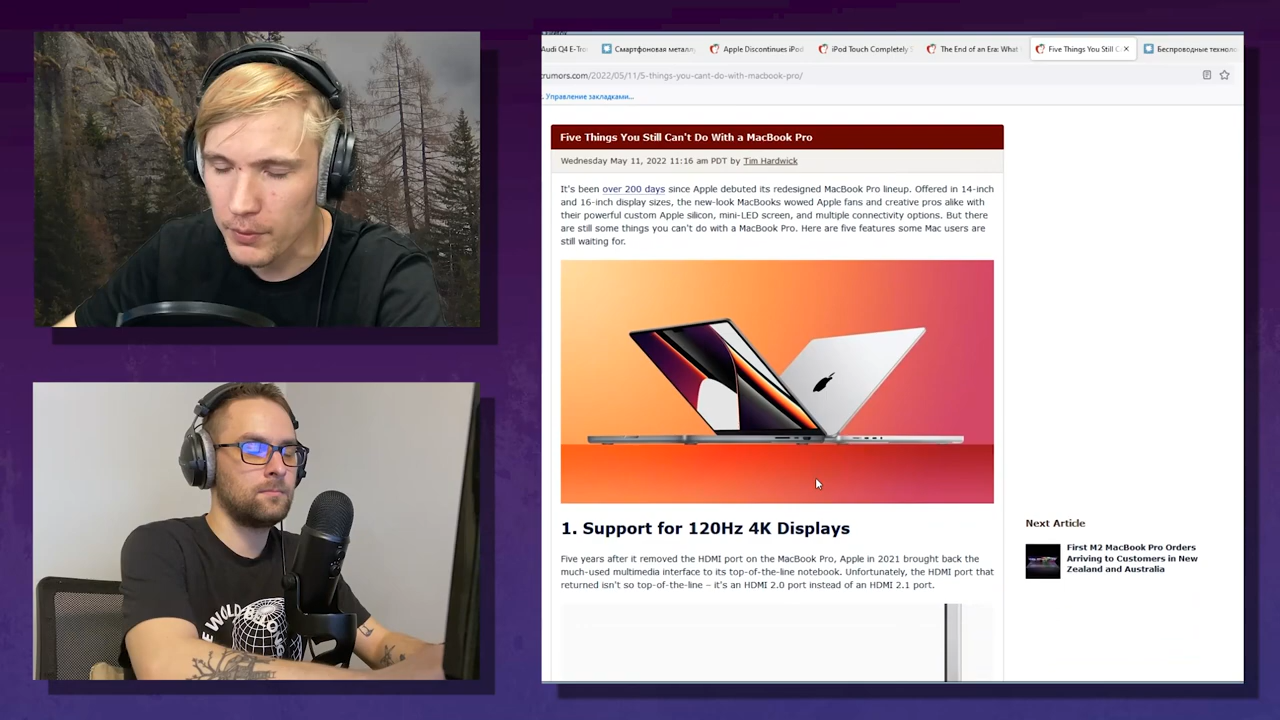 Audi Q4 E-Tro
Смартфоновая металл
Apple Discontinues iPod
iPod Touch Completely S
The End of an Era: What
Five Things You Still C
Беспроводные техноло
rumors.com/2022/05/11/5-things-you-cant-do-with-macbook-pro/
Управление закладками...
Five Things You Still Can't Do With a MacBook Pro
Wednesday May 11, 2022 11:16 am PDT by Tim Hardwick
It's been over 200 days since Apple debuted its redesigned MacBook Pro lineup. Offered in 14-inch
and 16-inch display sizes, the new-look MacBooks wowed Apple fans and creative pros alike with
their powerful custom Apple silicon, mini-LED screen, and multiple connectivity options. But there
are still some things you can't do with a MacBook Pro. Here are five features some Mac users are
still waiting for.
1. Support for 120Hz 4K Displays
Five years after it removed the HDMI port on the MacBook Pro, Apple in 2021 brought back the
much-used multimedia interface to its top-of-the-line notebook. Unfortunately, the HDMI port that
returned isn't so top-of-the-line – it's an HDMI 2.0 port instead of an HDMI 2.1 port.
Next Article
First M2 MacBook Pro Orders
Arriving to Customers in New
Zealand and Australia
WORLD